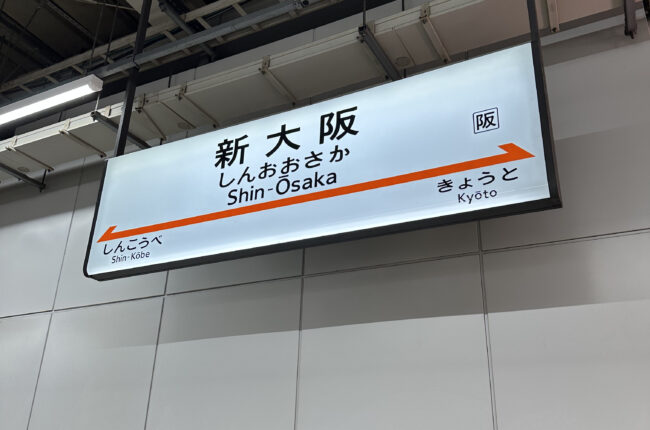 新大阪
阪
しんおおさか
Shin-Ōsaka
しんこうべ
Shin-Kōbe
きょうと
Kyōto